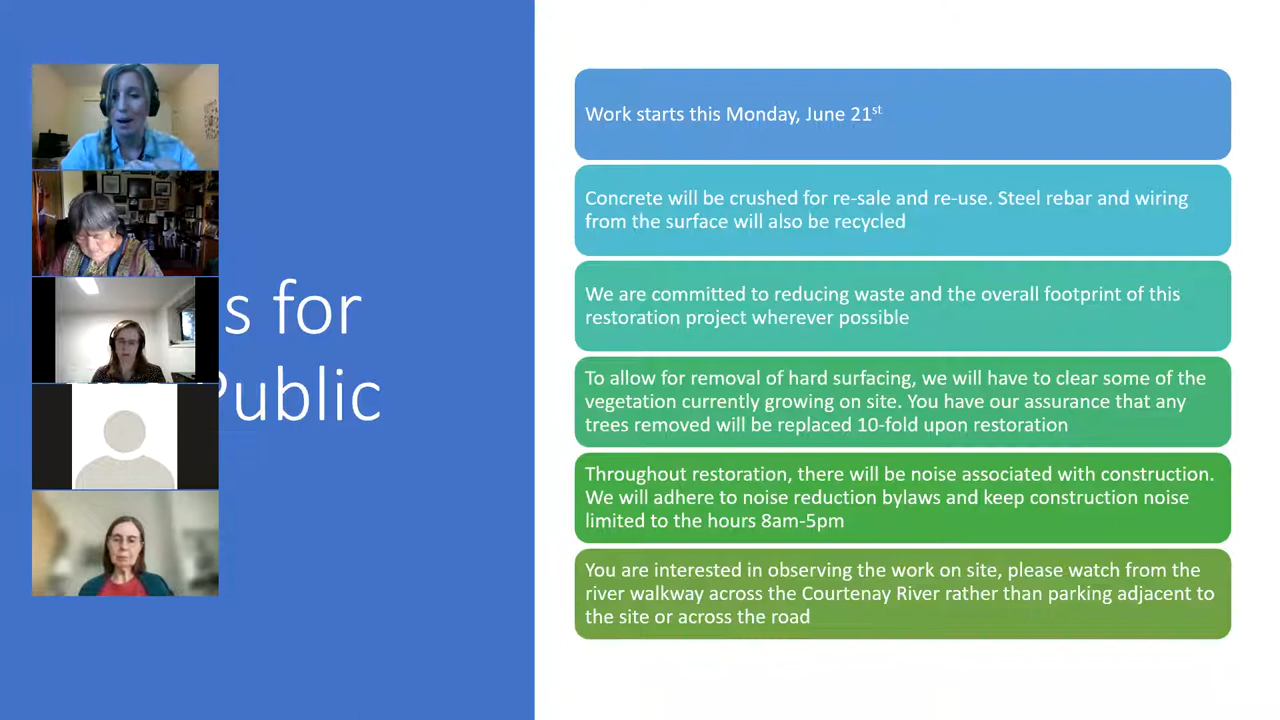 s for
Public
Work starts this Monday, June 21st
Concrete will be crushed for re-sale and re-use. Steel rebar and wiring
from the surface will also be recycled
We are committed to reducing waste and the overall footprint of this
restoration project wherever possible
To allow for removal of hard surfacing, we will have to clear some of the
vegetation currently growing on site. You have our assurance that any
trees removed will be replaced 10-fold upon restoration
Throughout restoration, there will be noise associated with construction.
We will adhere to noise reduction bylaws and keep construction noise
limited to the hours 8am-5pm
You are interested in observing the work on site, please watch from the
river walkway across the Courtenay River rather than parking adjacent to
the site or across the road